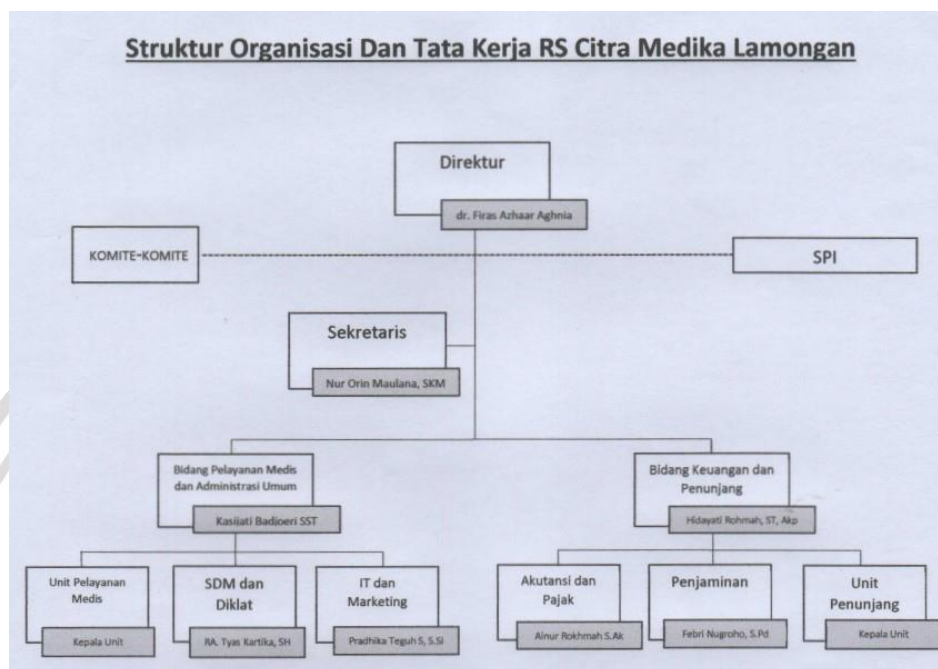 Struktur Organisasi Dan Tata Kerja RS Citra Medika Lamongan
Direktur
dr. Firas Azhaar Aghnia
KOMITE-KOMITE
SPI
Sekretaris
Nur Orin Maulana, SKM
Bidang Pelayanan Medis
dan Administrasi Umum
Kasijati Badjoeri SST
Bidang Keuangan dan
Penunjang
Hidayati Rohmah, ST, Akp
Unit Pelayanan
Medis
Kepala Unit
SDM dan
Diklat
RA. Tyas Kartika, SH
IT dan
Marketing
Pradhika Teguh S, S.Si
Akutansi dan
Pajak
Ainur Rokhmah S.Ak
Penjaminan
Febri Nugroho, S.Pd
Unit
Penunjang
Kepala Unit